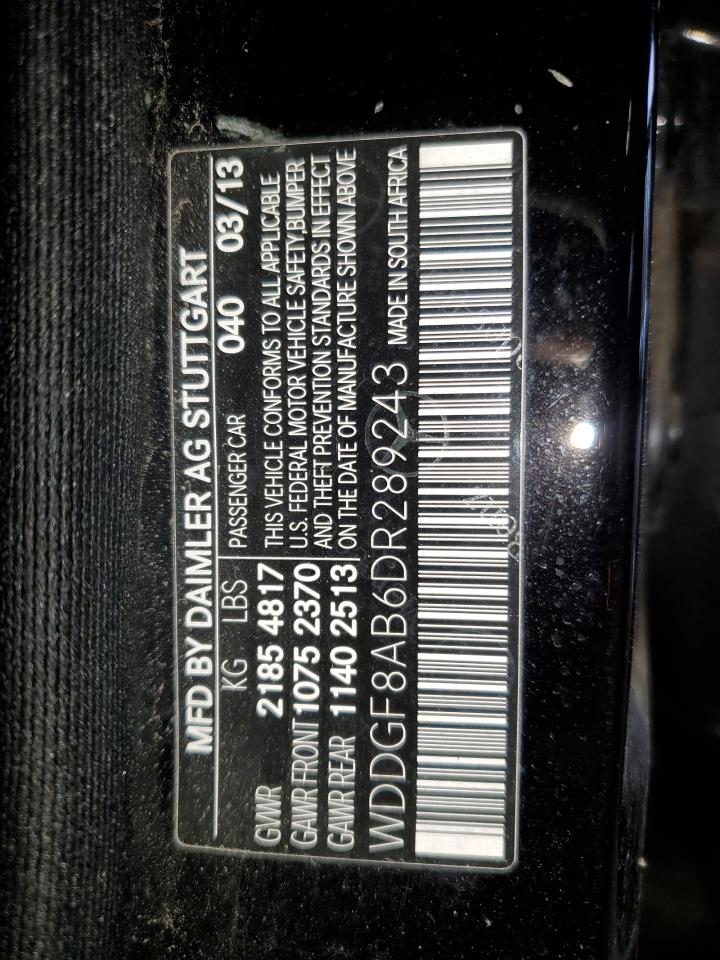 MFD BY DAIMLER AG STUTTGART
KG LBS PASSENGER CAR 040 03/13
GVWR 2185 4817 THIS VEHICLE CONFORMS TO ALL APPLICABLE
GAWR FRONT 1075 2370 U.S. FEDERAL MOTOR VEHICLE SAFETY,BUMPER
GAWR REAR 1140 2513 AND THEFT PREVENTION STANDARDS IN EFFECT
ON THE DATE OF MANUFACTURE SHOWN ABOVE
WDDGF8AB6DR289243 MADE IN SOUTH AFRICA